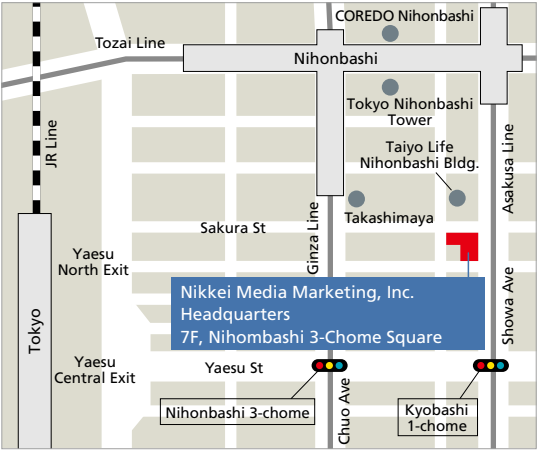 COREDO Nihonbashi
Tozai Line
Nihonbashi
Tokyo Nihonbashi
Tower
JR Line
Taiyo Life
Nihonbashi Bldg.
Asakusa Line
Takashimaya
Sakura St
Ginza Line
Yaesu
North Exit
Nikkei Media Marketing, Inc.
Headquarters
7F, Nihombashi 3-Chome Square
Showa Ave
Tokyo
Yaesu
Central Exit
Yaesu St
Nihonbashi 3-chome
Chuo Ave
Kyobashi
1-chome